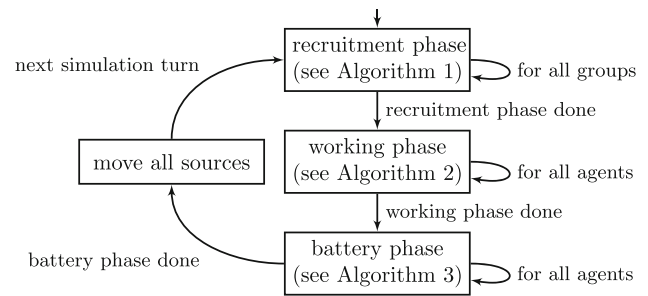 recruitment phase
(see Algorithm 1)
next simulation turn
for all groups
recruitment phase done
working phase
(see Algorithm 2)
move all sources
for all agents
working phase done
battery phase
(see Algorithm 3)
battery phase done
for all agents